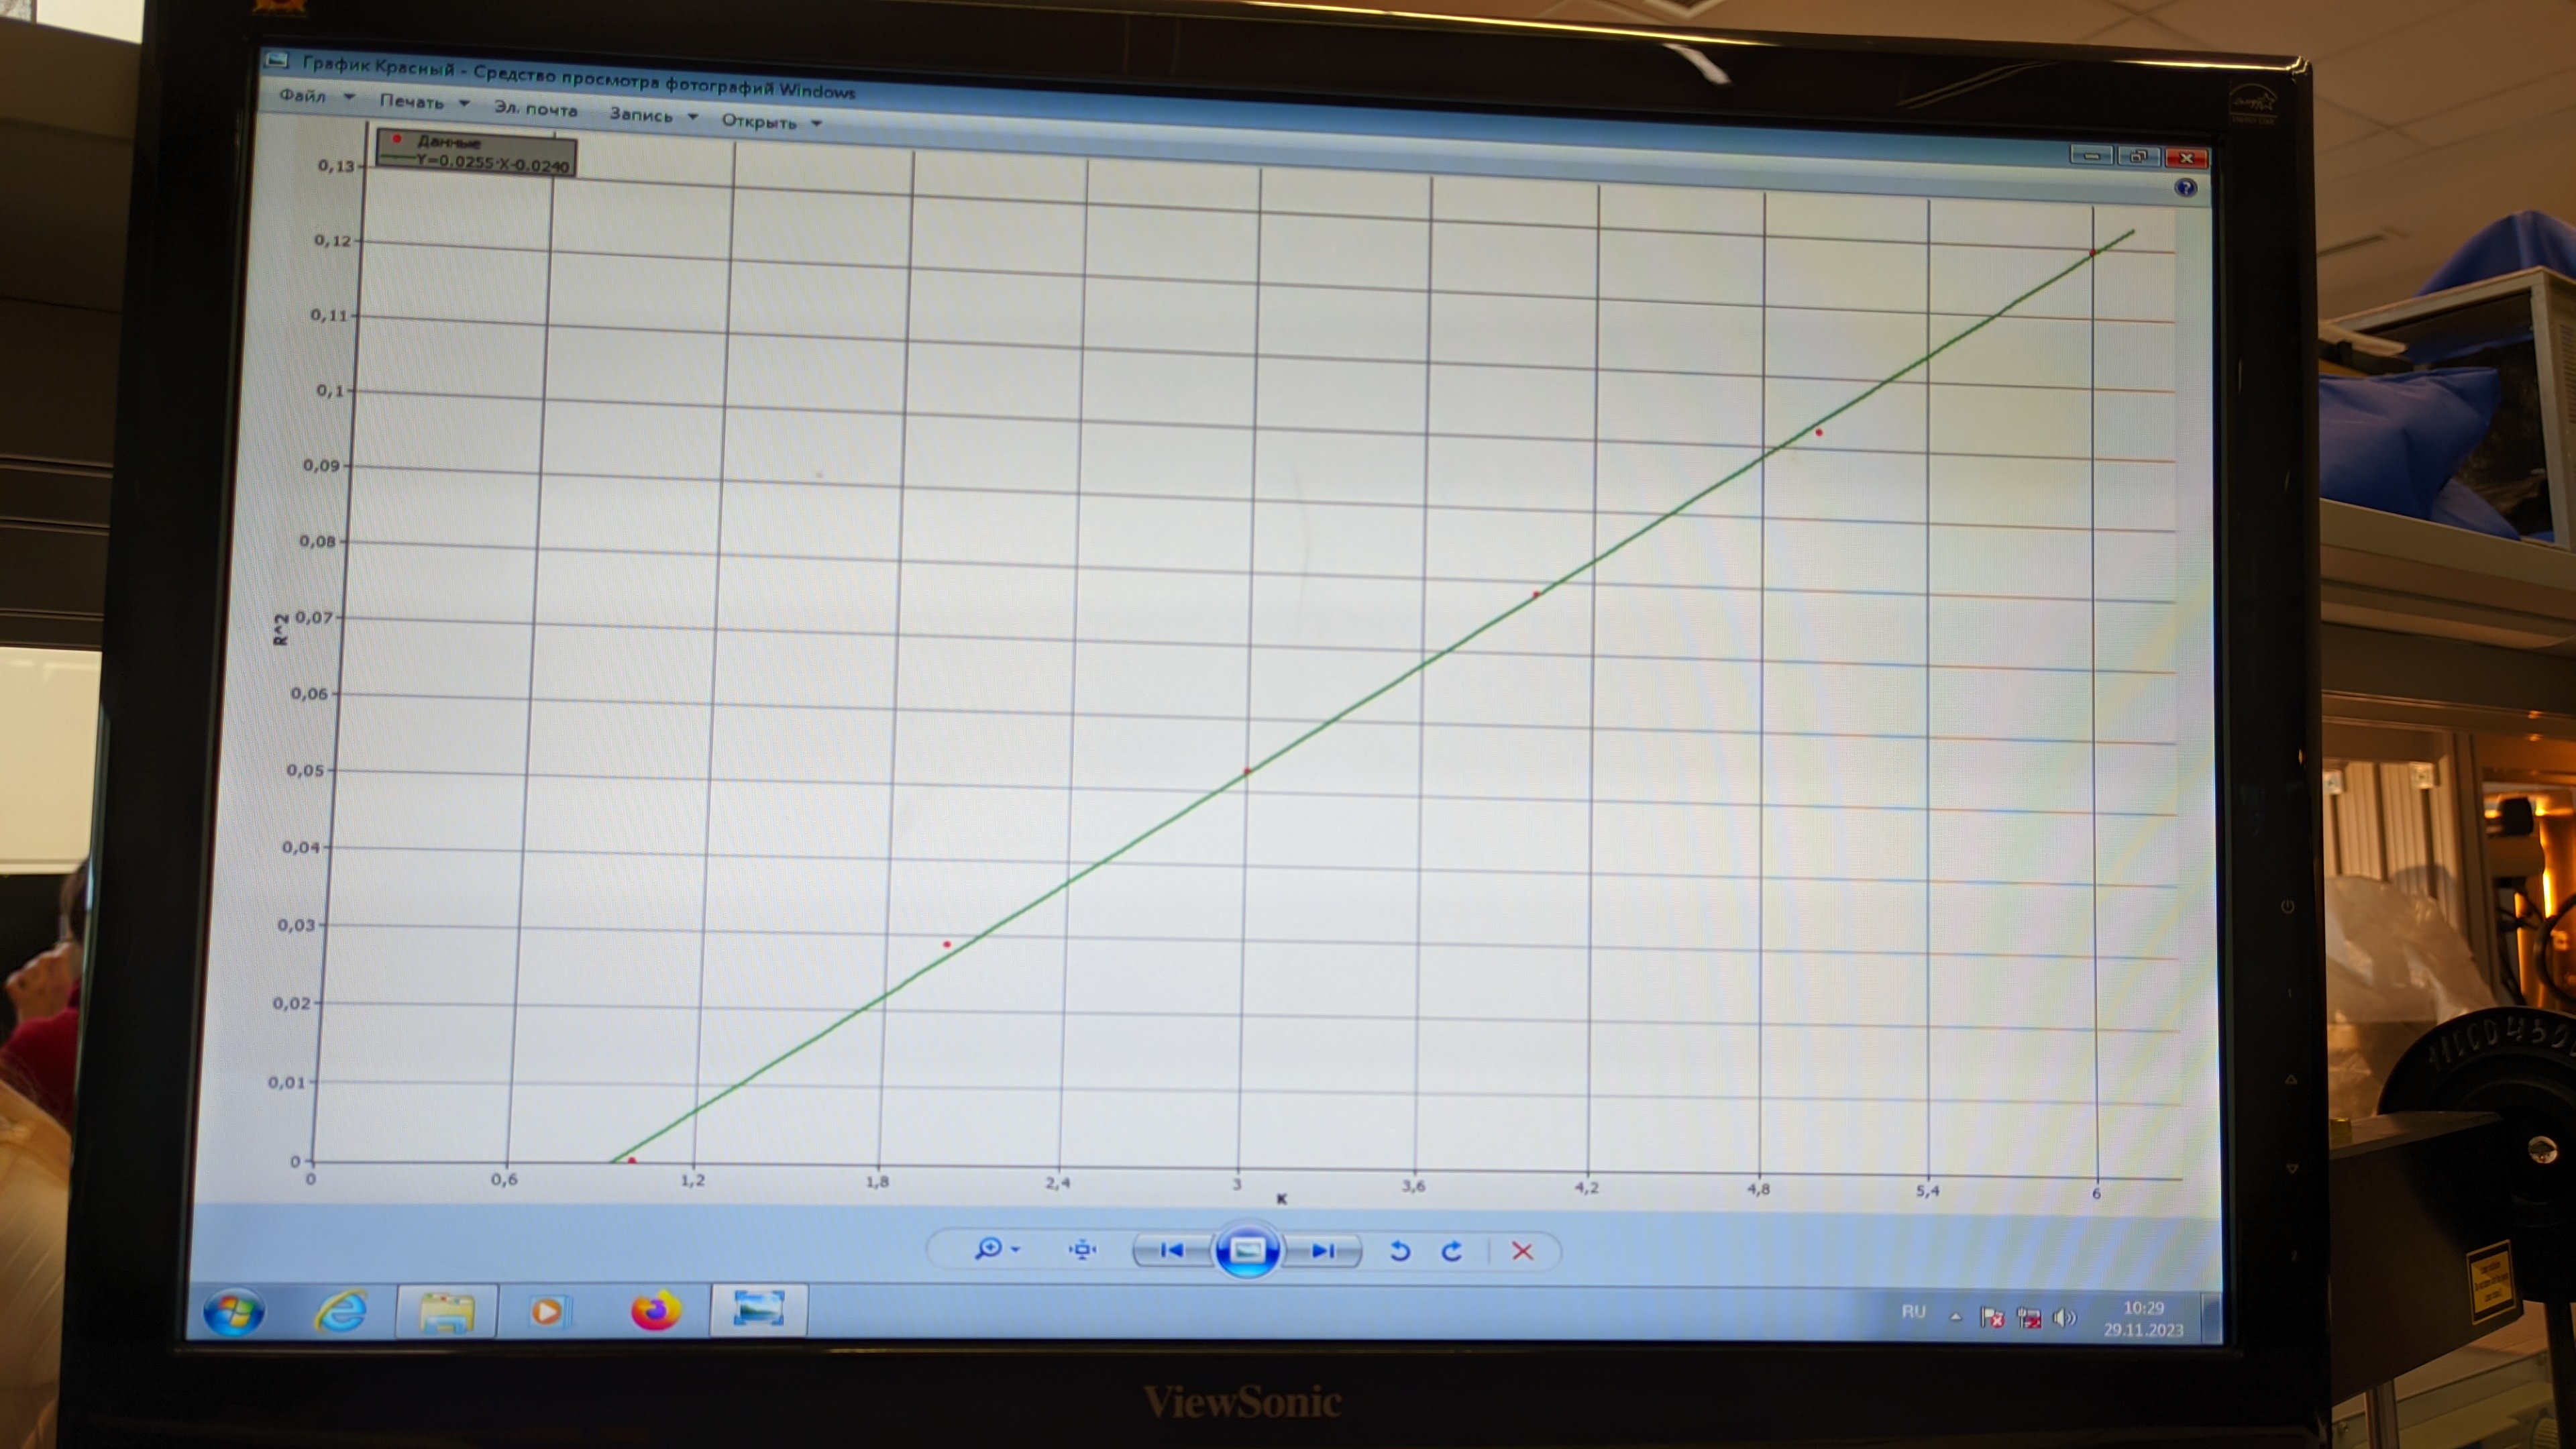 График Красный - Средство просмотра фотографий Windows
Файл Печать Эл. почта Запись Открыть
Данные
Y=0.0255·X-0.0240
0,13
0,12
0,11
0,1
0,09
0,08
R^2
0,07
0,06
0,05
0,04
0,03
0,02
0,01
0
0 0,6 1,2 1,8 2,4 3 3,6 4,2 4,8 5,4 6
K
RU
10:29
29.11.2023
ViewSonic